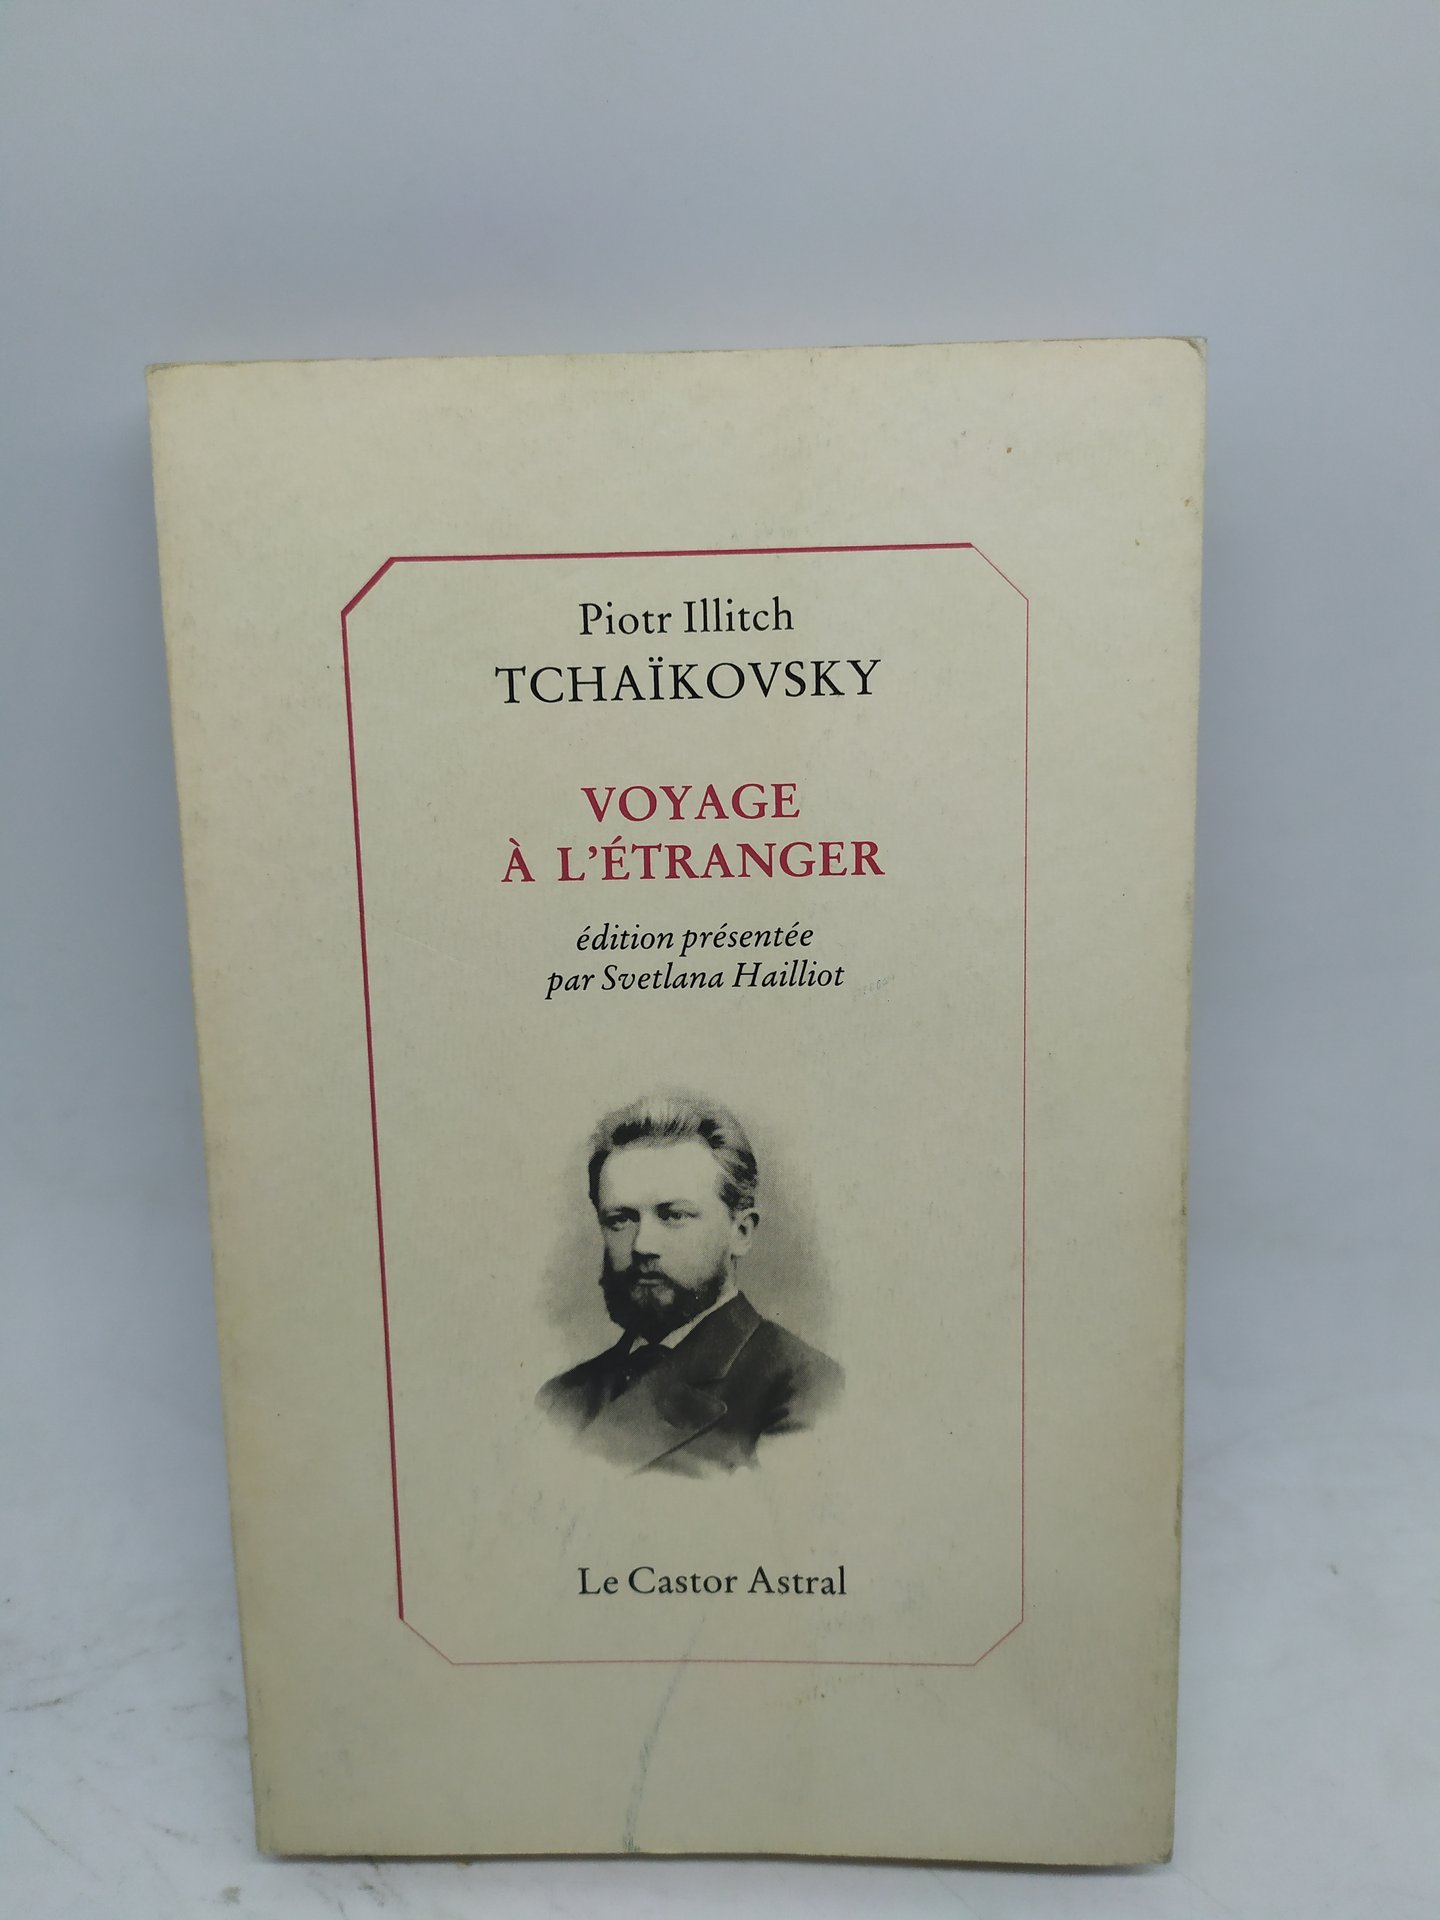 Piotr Illitch
TCHAÏKOVSKY
VOYAGE
À L'ÉTRANGER
édition présentée
par Svetlana Hailliot
Le Castor Astral